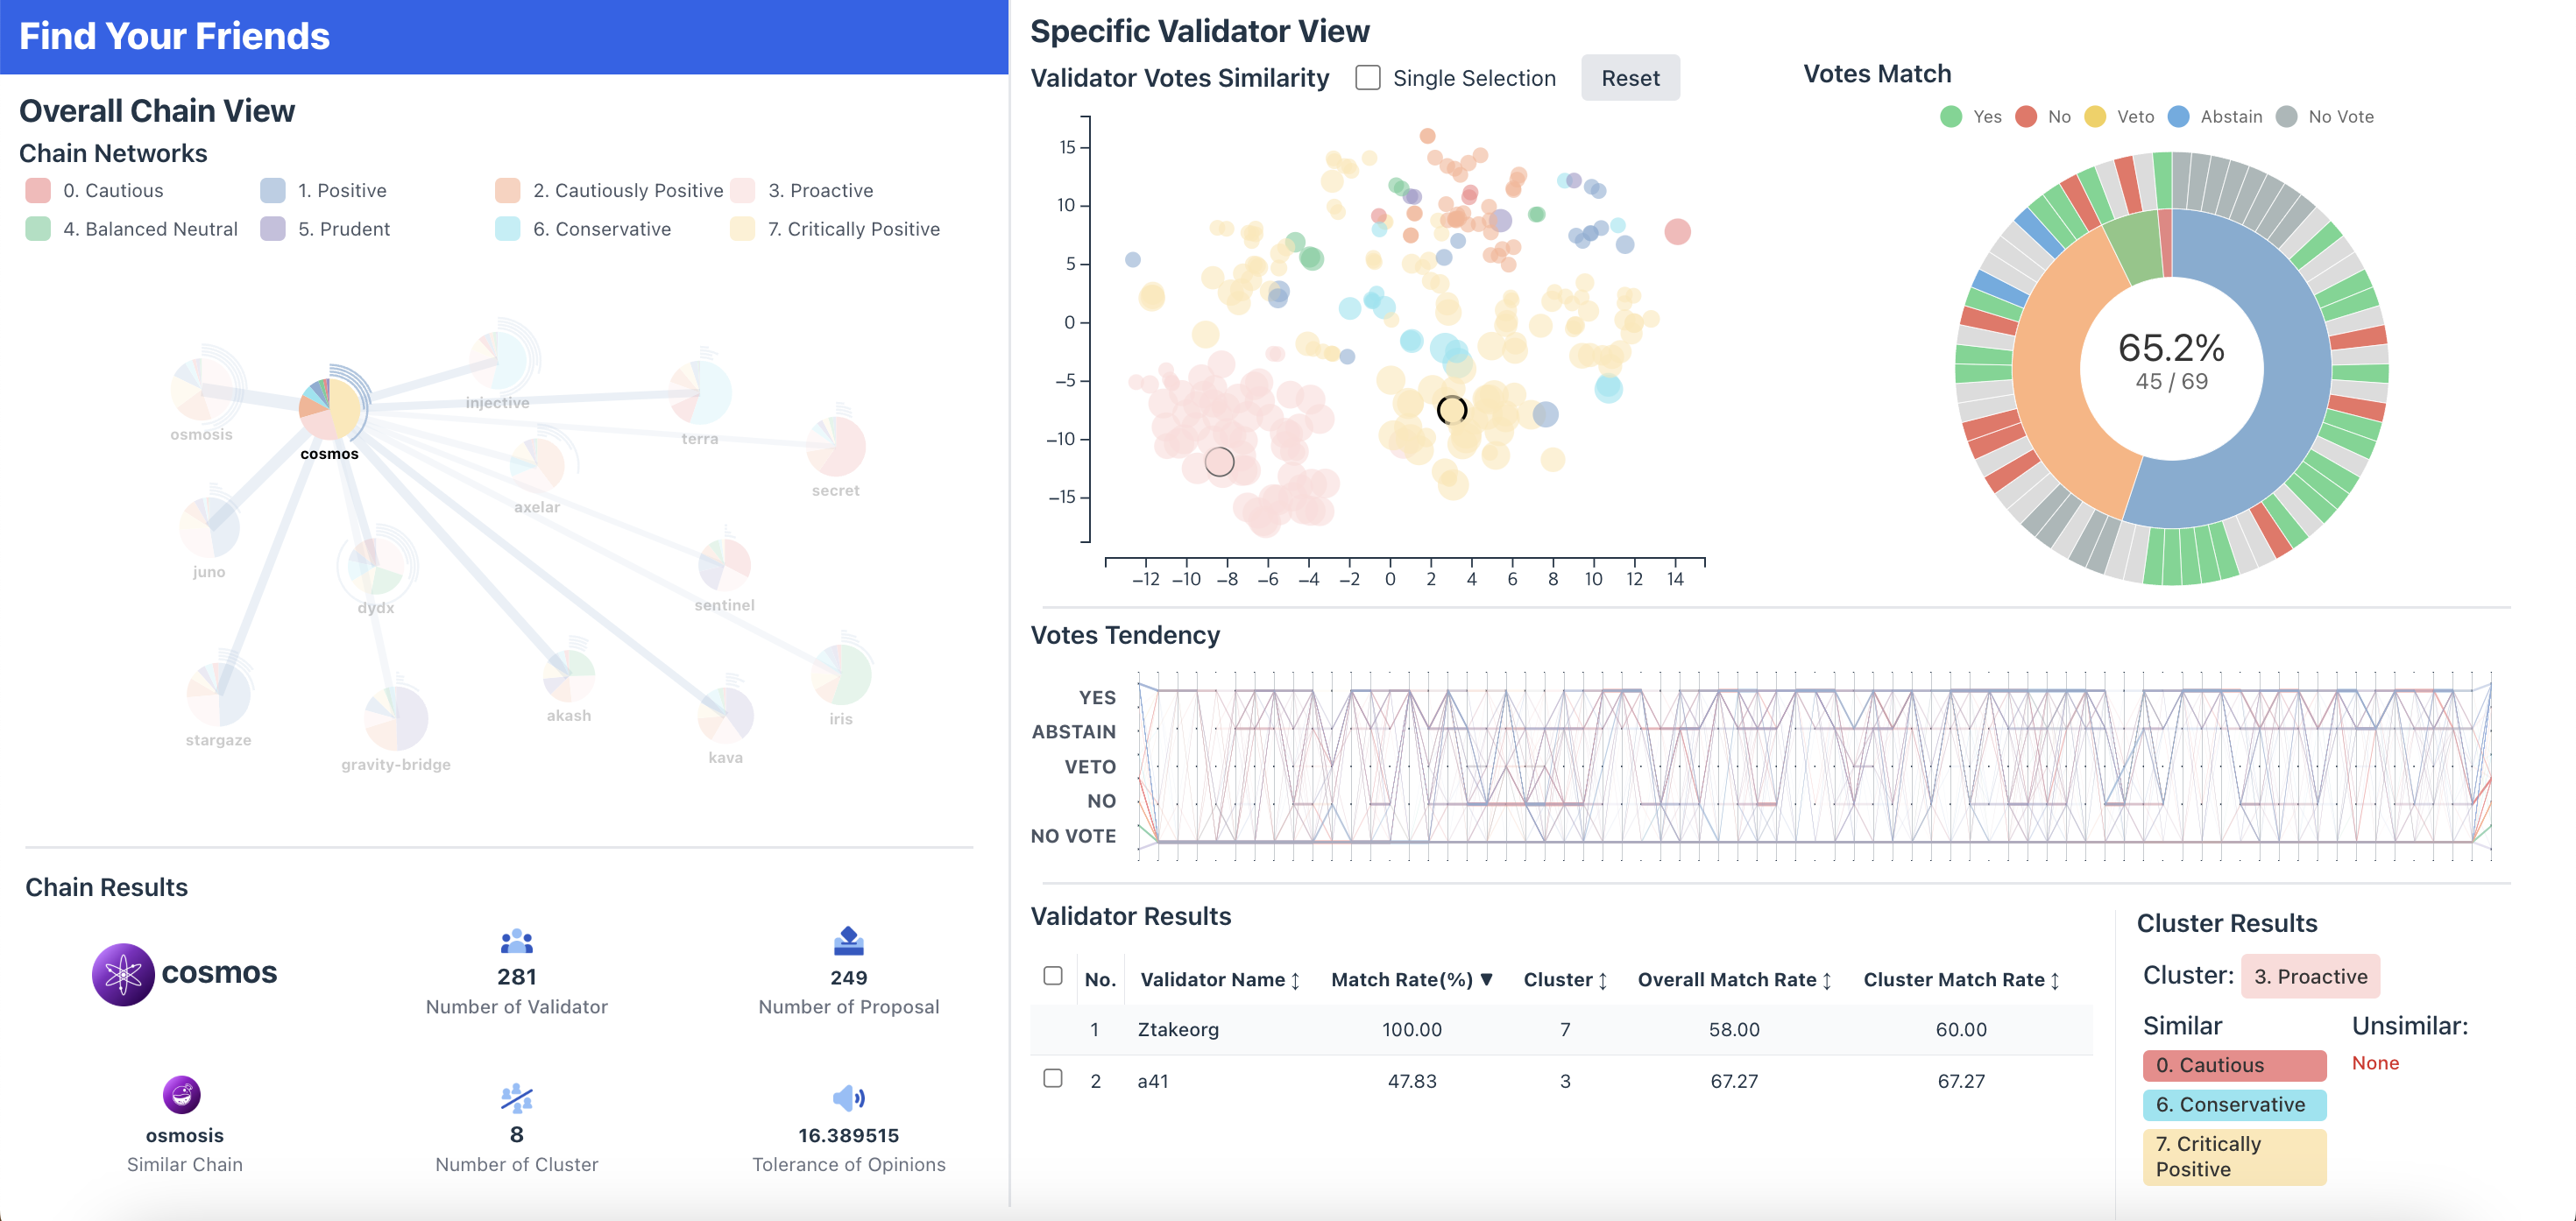 Find Your Friends
Overall Chain View
Chain Networks
0. Cautious
1. Positive
2. Cautiously Positive
3. Proactive
4. Balanced Neutral
5. Prudent
6. Conservative
7. Critically Positive
osmosis
cosmos
injective
terra
secret
axelar
juno
dydx
sentinel
stargaze
gravity-bridge
akash
kava
iris
Chain Results
cosmos
281
Number of Validator
249
Number of Proposal
osmosis
Similar Chain
8
Number of Cluster
16.389515
Tolerance of Opinions
Specific Validator View
Validator Votes Similarity
Single Selection
Reset
15
10
5
0
−5
−10
−15
−12 −10 −8 −6 −4 −2 0 2 4 6 8 10 12 14
Votes Match
Yes No Veto Abstain No Vote
65.2%
45 / 69
Votes Tendency
YES
ABSTAIN
VETO
NO
NO VOTE
Validator Results
No. Validator Name Match Rate(%) ▼ Cluster Overall Match Rate Cluster Match Rate
1 Ztakeorg 100.00 7 58.00 60.00
2 a41 47.83 3 67.27 67.27
Cluster Results
Cluster: 3. Proactive
Similar
0. Cautious
6. Conservative
7. Critically
Positive
Unsimilar:
None